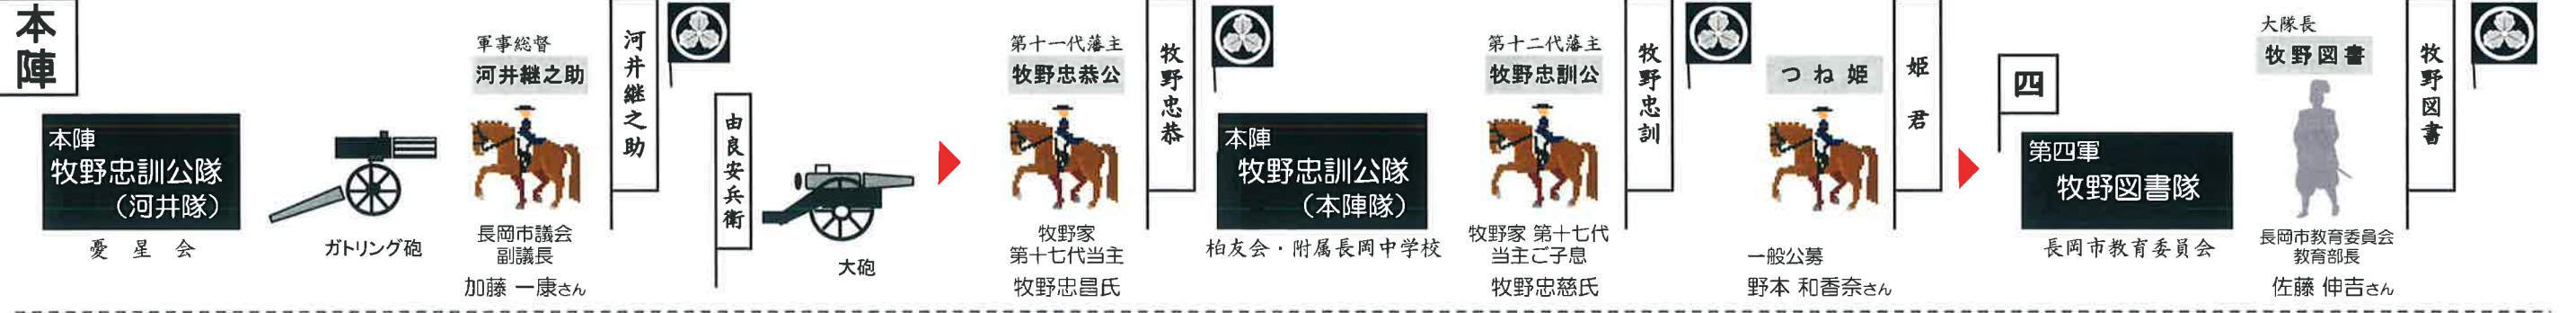 本陣
本陣
牧野忠訓公隊
（河井隊）
憂星会
ガトリング砲
軍事総督
河井継之助
長岡市議会
副議長
加藤 一康さん
河井継之助
由良安兵衛
大砲
第十一代藩主
牧野忠恭公
牧野家
第十七代当主
牧野忠昌氏
牧野忠恭
本陣
牧野忠訓公隊
（本陣隊）
柏友会・附属長岡中学校
第十二代藩主
牧野忠訓公
牧野家 第十七代
当主ご子息
牧野忠慈氏
牧野忠訓
つね姫
一般公募
野本 和香奈さん
姫君
四
第四軍
牧野図書隊
長岡市教育委員会
大隊長
牧野図書
長岡市教育委員会
教育部長
佐藤 伸吉さん
牧野図書